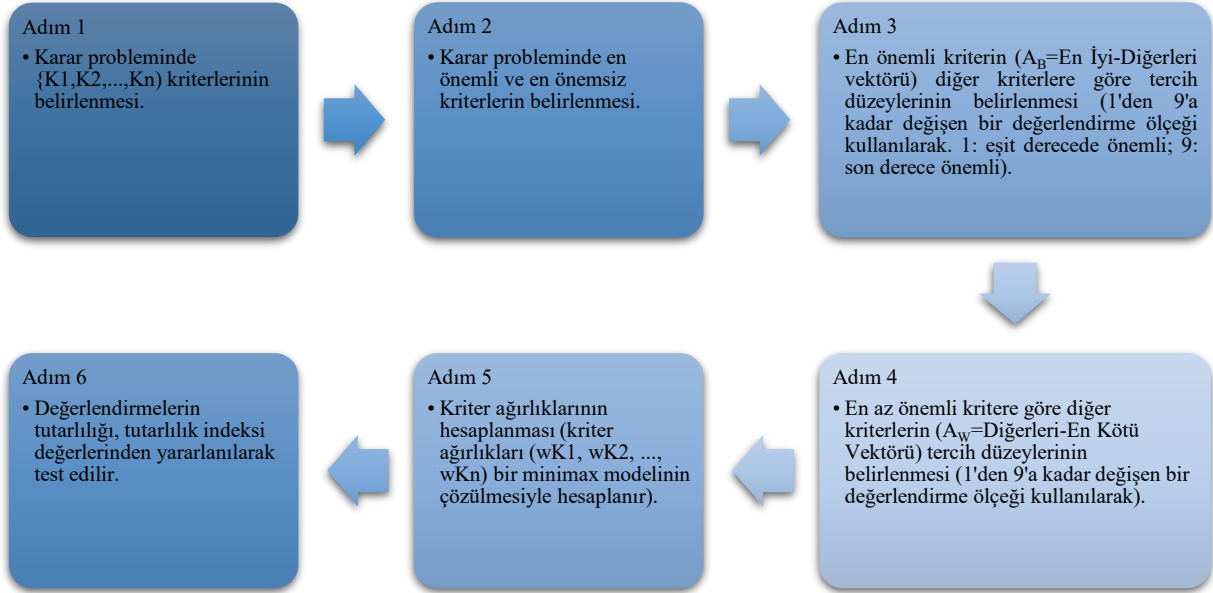 Adım 1
• Karar probleminde
{K1,K2,...,Kn) kriterlerinin
belirlenmesi.
Adım 2
• Karar probleminde en
önemli ve en önemsiz
kriterlerin belirlenmesi.
Adım 3
• En önemli kriterin (AB=En İyi-Diğerleri
vektörü) diğer kriterlere göre tercih
düzeylerinin belirlenmesi (1'den 9'a
kadar değişen bir değerlendirme ölçeği
kullanılarak. 1: eşit derecede önemli; 9:
son derece önemli).
Adım 4
• En az önemli kritere göre diğer
kriterlerin (AW=Diğerleri-En Kötü
Vektörü) tercih düzeylerinin
belirlenmesi (1'den 9'a kadar değişen bir
değerlendirme ölçeği kullanılarak).
Adım 5
• Kriter ağırlıklarının
hesaplanması (kriter
ağırlıkları (wK1, wK2, ...,
wKn) bir minimax modelinin
çözülmesiyle hesaplanır).
Adım 6
• Değerlendirmelerin
tutarlılığı, tutarlılık indeksi
değerlerinden yararlanılarak
test edilir.